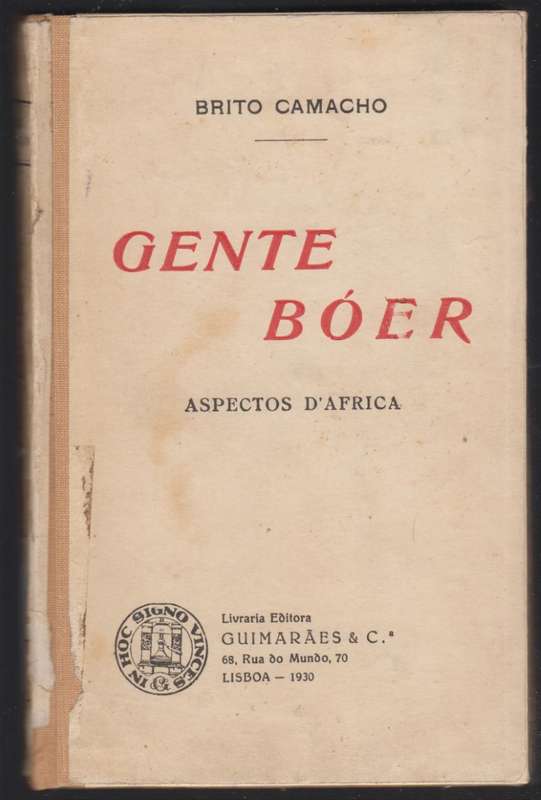 BRITO CAMACHO
GENTE
BÓER
ASPECTOS D'AFRICA
IN HOC SIGNO VINCES
Livraria Editora
GUIMARÃES & C.ª
68, Rua do Mundo, 70
LISBOA — 1930